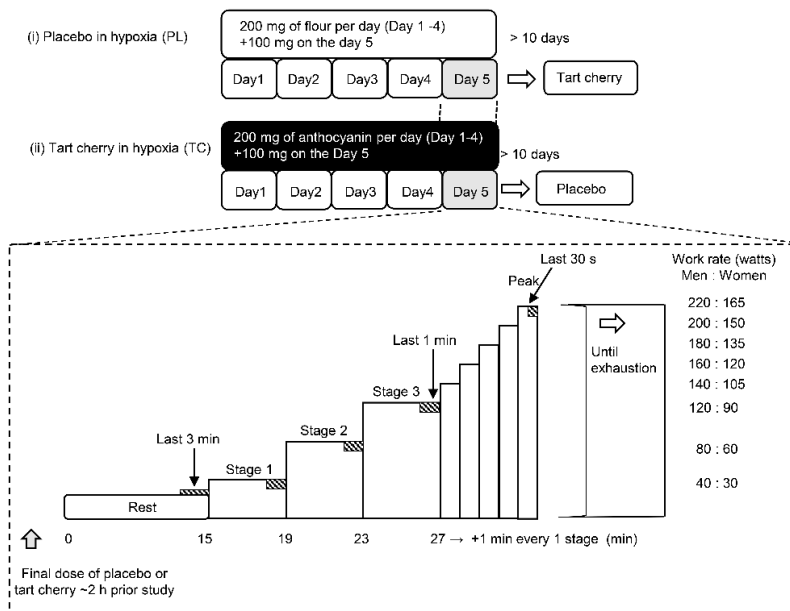 (i) Placebo in hypoxia (PL)
200 mg of flour per day (Day 1 -4)
+100 mg on the day 5
> 10 days
Day1
Day2
Day3
Day4
Day 5
Tart cherry
(ii) Tart cherry in hypoxia (TC)
200 mg of anthocyanin per day (Day 1-4)
+100 mg on the Day 5
> 10 days
Day1
Day2
Day3
Day4
Day 5
Placebo
Last 30 s
Peak
Work rate (watts)
Men : Women
220 : 165
200 : 150
180 : 135
160 : 120
140 : 105
120 : 90
80 : 60
40 : 30
Until
exhaustion
Last 1 min
Stage 3
Stage 2
Last 3 min
Stage 1
Rest
0
15
19
23
27 → +1 min every 1 stage (min)
Final dose of placebo or
tart cherry ~2 h prior study